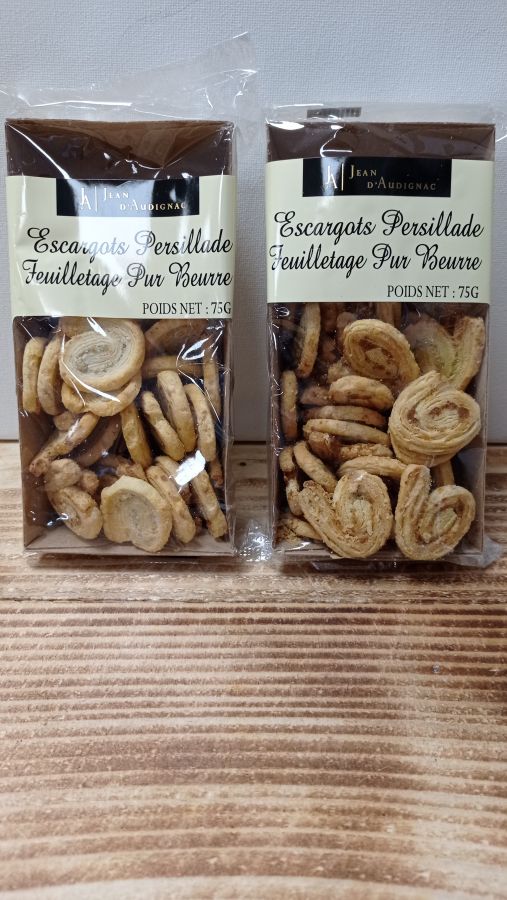 JA JEAN
D'AUDIGNAC
Escargots Persillade
Feuilletage Pur Beurre
POIDS NET : 75G
JA JEAN
D'AUDIGNAC
Escargots Persillade
Feuilletage Pur Beurre
POIDS NET : 75G